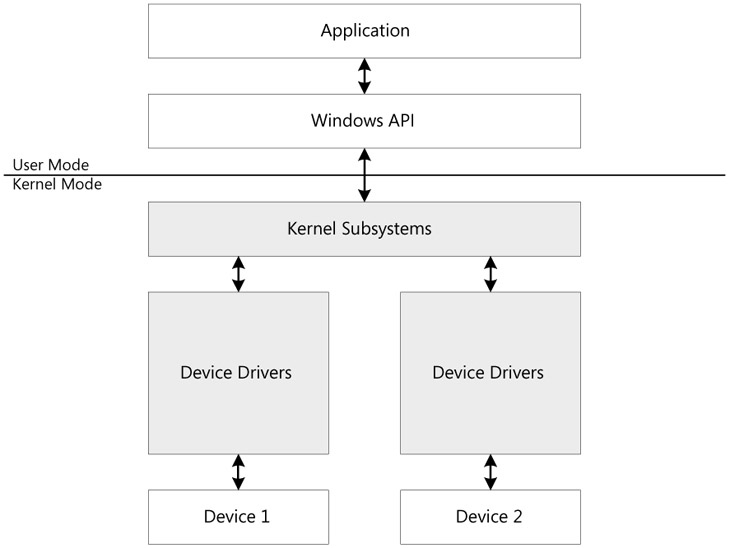 Application
Windows API
User Mode
Kernel Mode
Kernel Subsystems
Device Drivers
Device Drivers
Device 1
Device 2